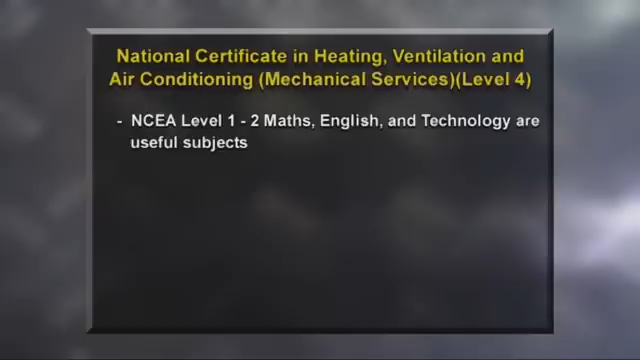 National Certificate in Heating, Ventilation and
Air Conditioning (Mechanical Services)(Level 4)
- NCEA Level 1 - 2 Maths, English, and Technology are
useful subjects